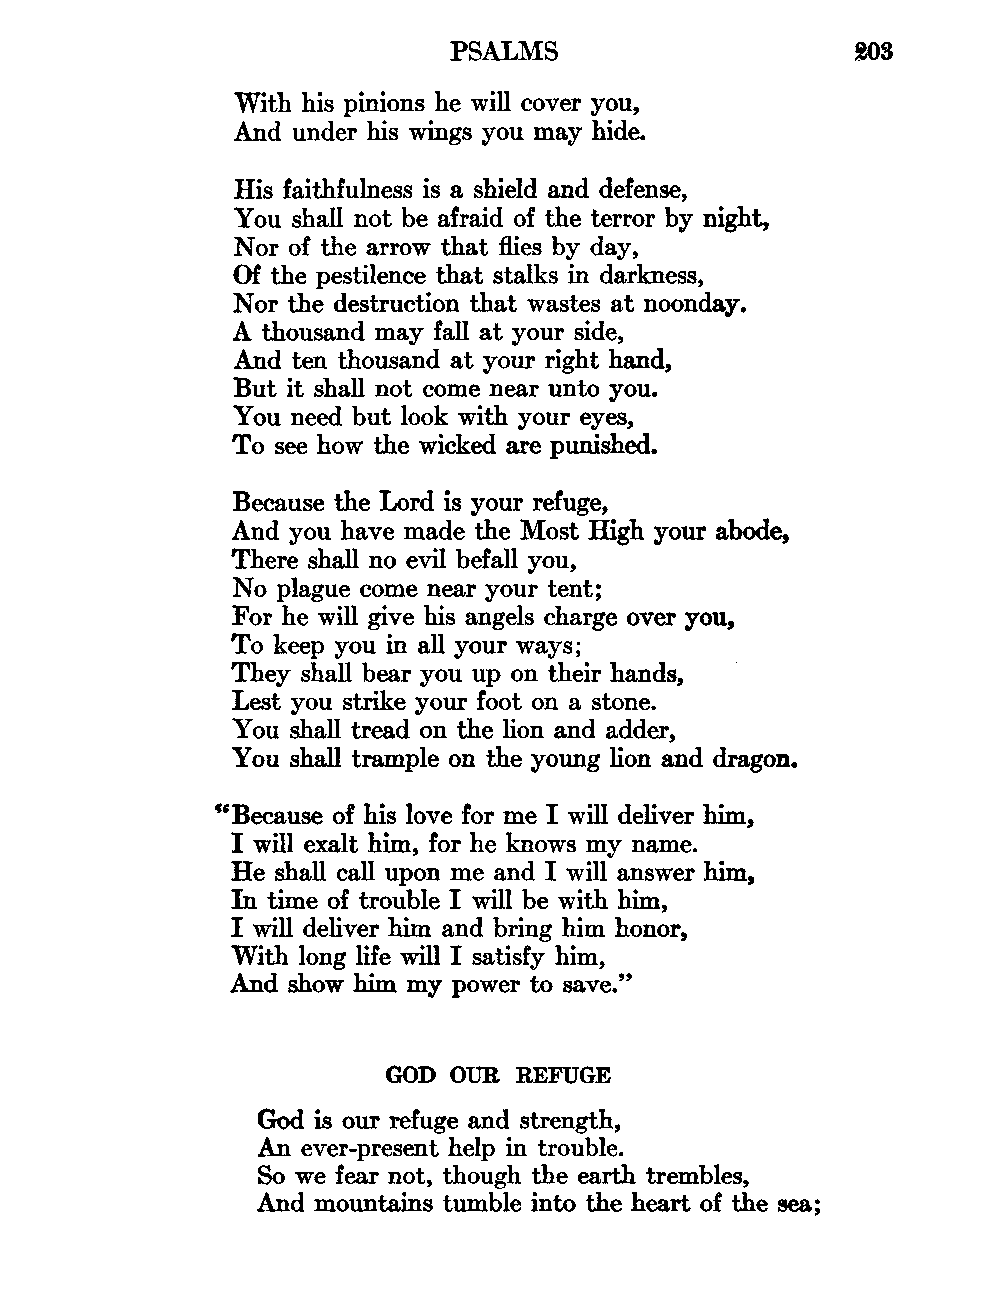 PSALMS 203
With his pinions he will cover you,
And under his wings you may hide.
His faithfulness is a shield and defense,
You shall not be afraid of the terror by night,
Nor of the arrow that flies by day,
Of the pestilence that stalks in darkness,
Nor the destruction that wastes at noonday.
A thousand may fall at your side,
And ten thousand at your right hand,
But it shall not come near unto you.
You need but look with your eyes,
To see how the wicked are punished.
Because the Lord is your refuge,
And you have made the Most High your abode,
There shall no evil befall you,
No plague come near your tent;
For he will give his angels charge over you,
To keep you in all your ways;
They shall bear you up on their hands,
Lest you strike your foot on a stone.
You shall tread on the lion and adder,
You shall trample on the young lion and dragon.
“Because of his love for me I will deliver him,
I will exalt him, for he knows my name.
He shall call upon me and I will answer him,
In time of trouble I will be with him,
I will deliver him and bring him honor,
With long life will I satisfy him,
And show him my power to save.”
GOD OUR REFUGE
God is our refuge and strength,
An ever-present help in trouble.
So we fear not, though the earth trembles,
And mountains tumble into the heart of the sea;